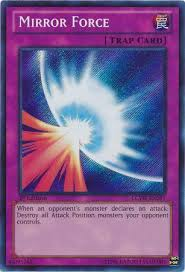 MIRROR FORCE
[TRAP CARD]
1st Edition
When an opponent's monster declares an attack:
Destroy all Attack Position monsters your opponent
controls.